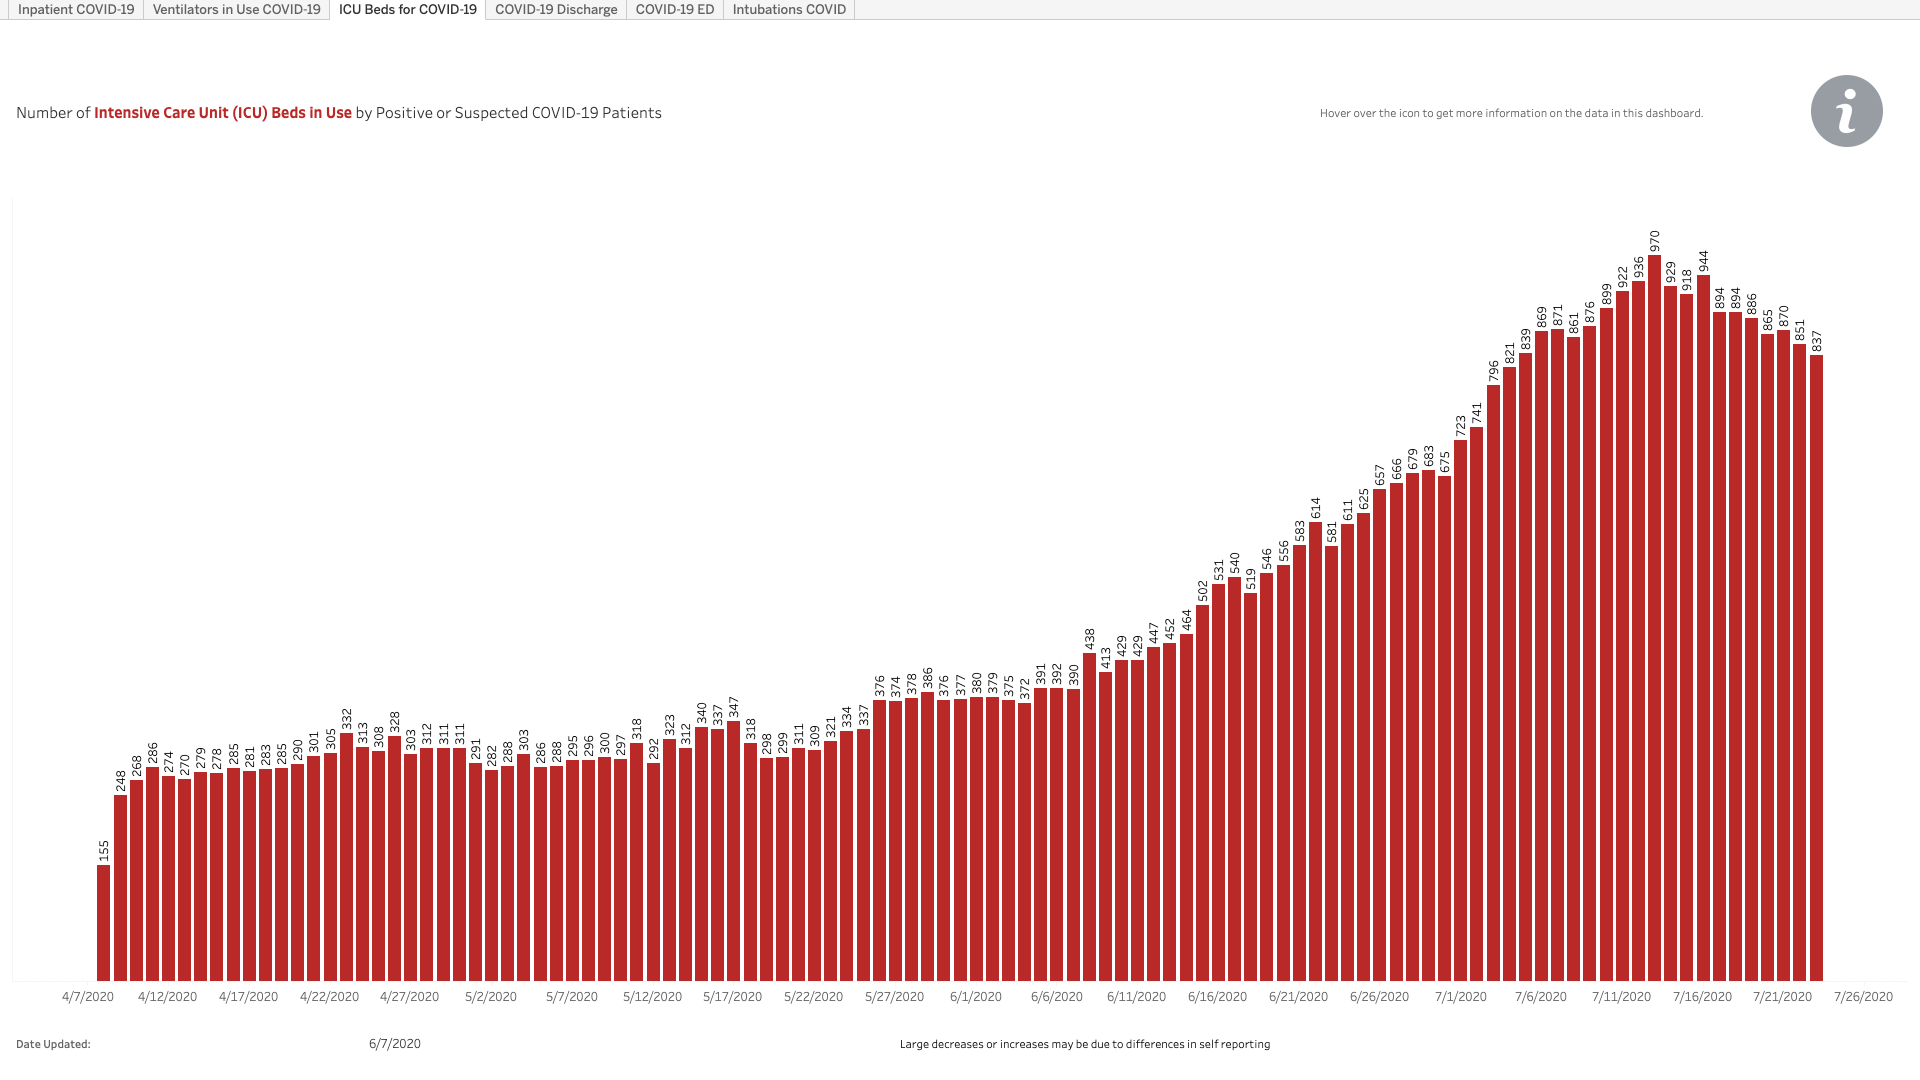 Inpatient COVID-19 Ventilators in Use COVID-19 ICU Beds for COVID-19 COVID-19 Discharge COVID-19 ED Intubations COVID
Number of Intensive Care Unit (ICU) Beds in Use by Positive or Suspected COVID-19 Patients
Hover over the icon to get more information on the data in this dashboard.
i
155 248 268 286 274 270 279 278 285 281 283 285 290 301 305 332 313 308 328 303 312 311 311 291 282 288 303 286 288 295 296 300 297 318 292 323 312 340 337 347 318 298 299 311 309 321 334 337 376 374 378 386 376 377 380 379 375 372 391 392 390 438 413 429 429 447 452 464 502 531 540 519 546 556 583 614 581 611 625 657 666 679 683 675 723 741 796 821 839 869 871 861 876 899 922 936 970 929 918 944 894 894 886 865 870 851 837
4/7/2020 4/12/2020 4/17/2020 4/22/2020 4/27/2020 5/2/2020 5/7/2020 5/12/2020 5/17/2020 5/22/2020 5/27/2020 6/1/2020 6/6/2020 6/11/2020 6/16/2020 6/21/2020 6/26/2020 7/1/2020 7/6/2020 7/11/2020 7/16/2020 7/21/2020 7/26/2020
Date Updated: 6/7/2020 Large decreases or increases may be due to differences in self reporting